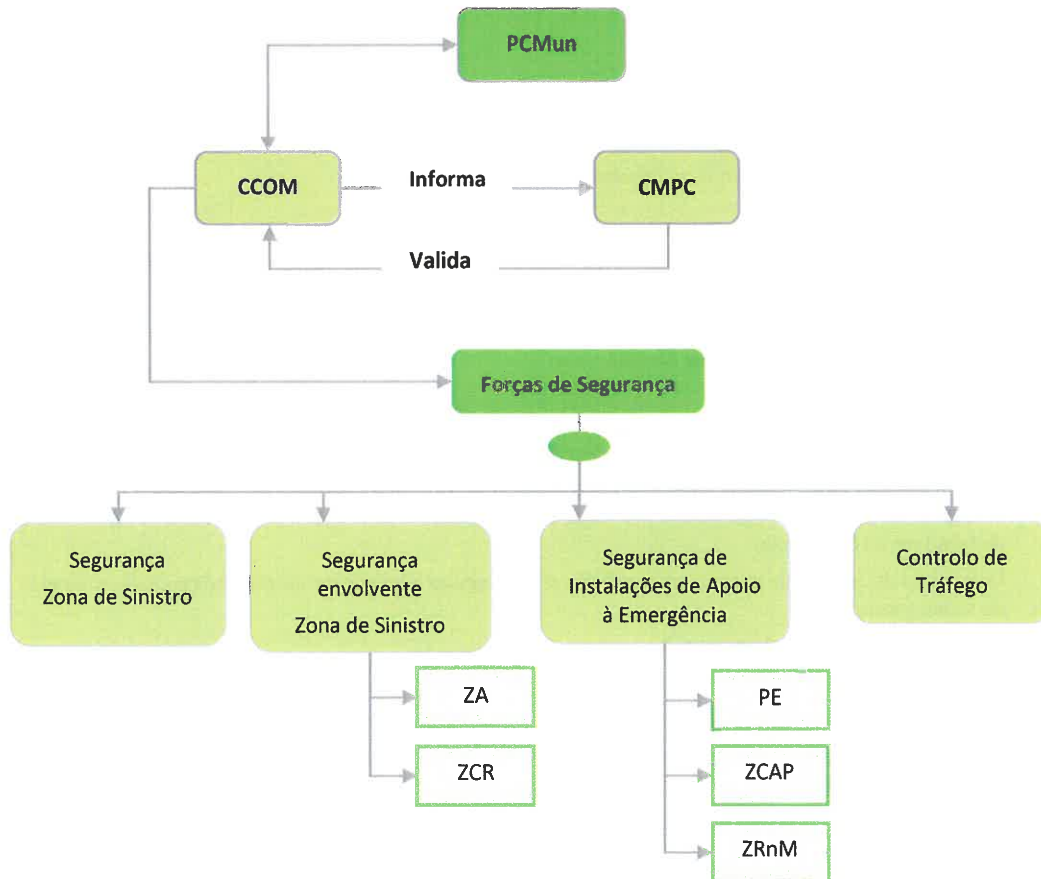 PCMun
CCOM
Informa
CMPC
Valida
Forças de Segurança
Segurança
Zona de Sinistro
Segurança
envolvente
Zona de Sinistro
Segurança de
Instalações de Apoio
à Emergência
Controlo de
Tráfego
ZA
ZCR
PE
ZCAP
ZRnM